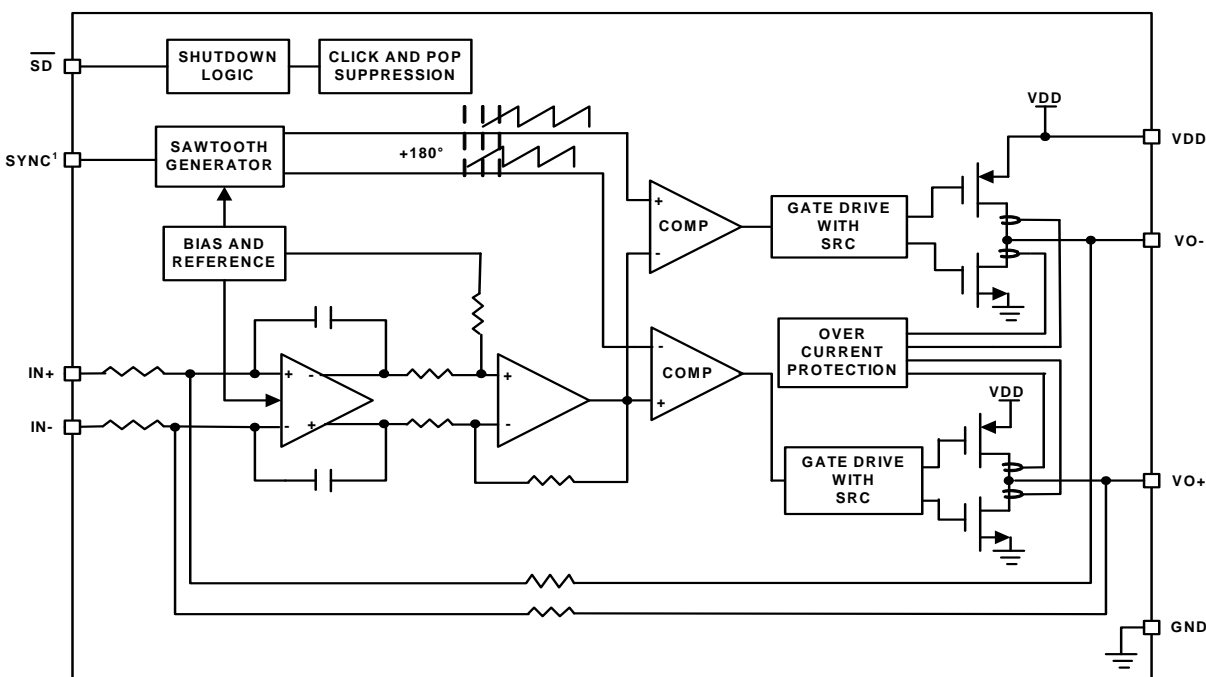 SD
SHUTDOWN
LOGIC
CLICK AND POP
SUPPRESSION
VDD
VDD
SYNC1
SAWTOOTH
GENERATOR
+180°
+
COMP
-
GATE DRIVE
WITH
SRC
VO-
BIAS AND
REFERENCE
OVER
CURRENT
PROTECTION
-
COMP
+
IN+
+ -
+
IN-
- +
-
VDD
GATE DRIVE
WITH
SRC
VO+
GND